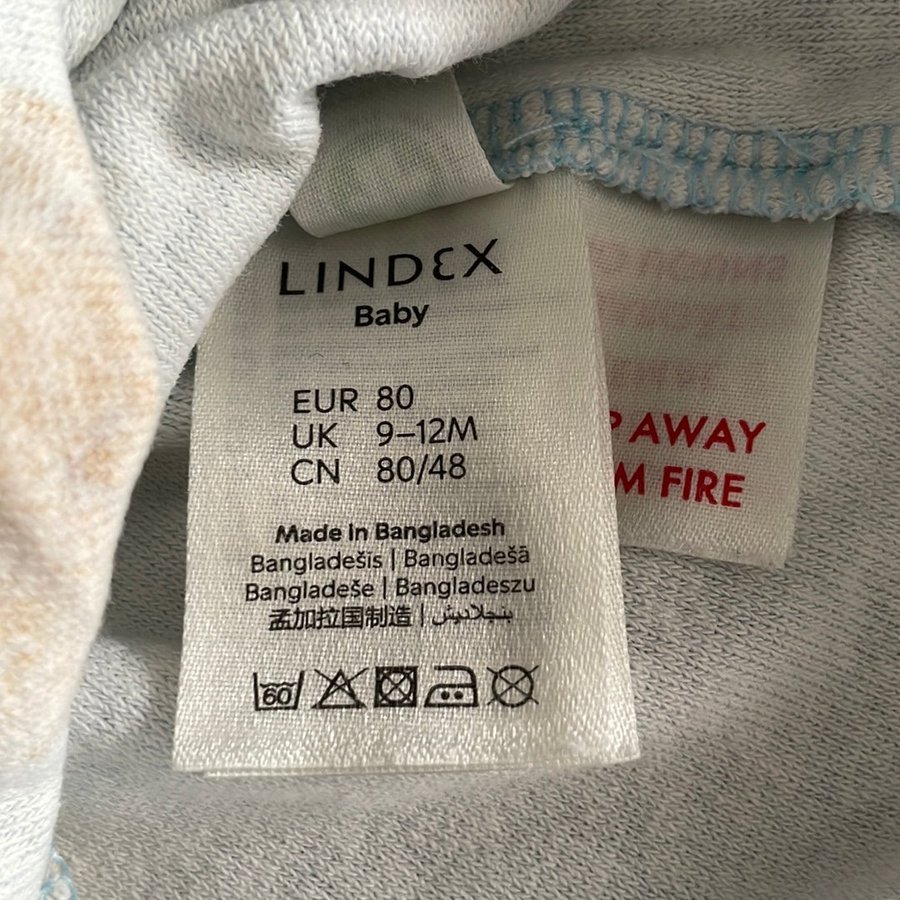 LINDEX
Baby
EUR 80
UK 9–12M
CN 80/48
Made in Bangladesh
Bangladešis | Bangladešā
Bangladeše | Bangladeszu
孟加拉国制造 | بنجلاديش
60
AWAY
FIRE